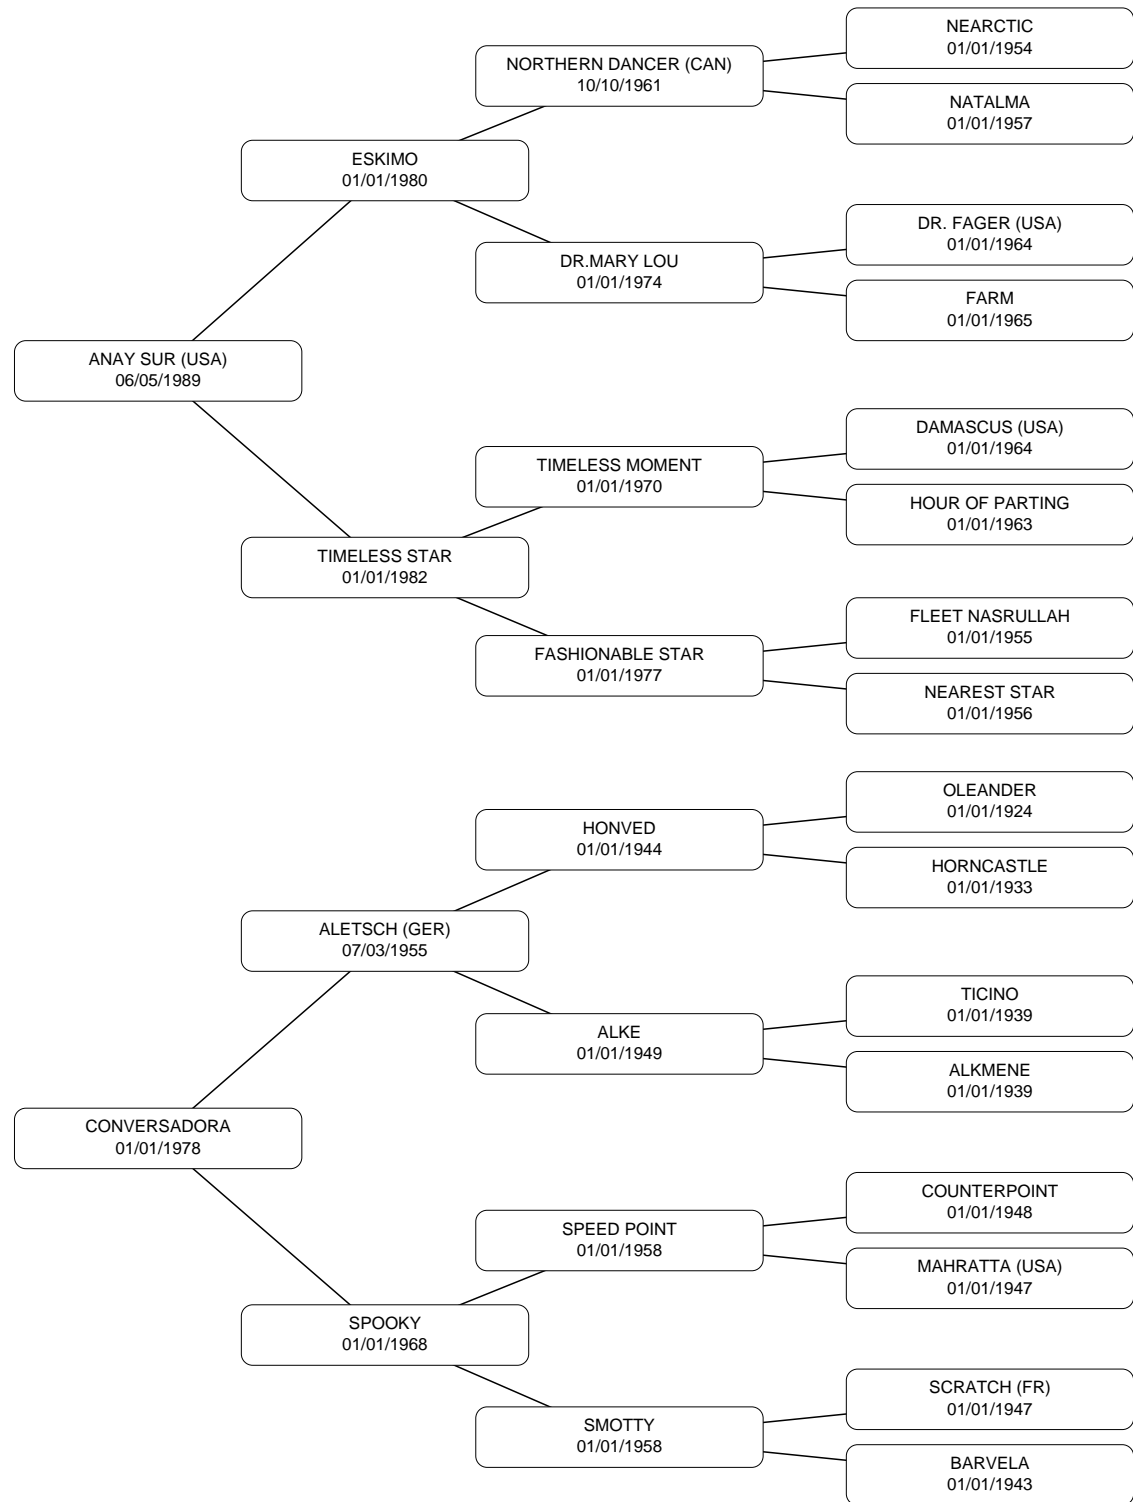 NEARCTIC
01/01/1954
NORTHERN DANCER (CAN)
10/10/1961
NATALMA
01/01/1957
ESKIMO
01/01/1980
DR. FAGER (USA)
01/01/1964
DR.MARY LOU
01/01/1974
FARM
01/01/1965
ANAY SUR (USA)
06/05/1989
DAMASCUS (USA)
01/01/1964
TIMELESS MOMENT
01/01/1970
HOUR OF PARTING
01/01/1963
TIMELESS STAR
01/01/1982
FLEET NASRULLAH
01/01/1955
FASHIONABLE STAR
01/01/1977
NEAREST STAR
01/01/1956
OLEANDER
01/01/1924
HONVED
01/01/1944
HORNCASTLE
01/01/1933
ALETSCH (GER)
07/03/1955
TICINO
01/01/1939
ALKE
01/01/1949
ALKMENE
01/01/1939
CONVERSADORA
01/01/1978
COUNTERPOINT
01/01/1948
SPEED POINT
01/01/1958
MAHRATTA (USA)
01/01/1947
SPOOKY
01/01/1968
SCRATCH (FR)
01/01/1947
SMOTTY
01/01/1958
BARVELA
01/01/1943